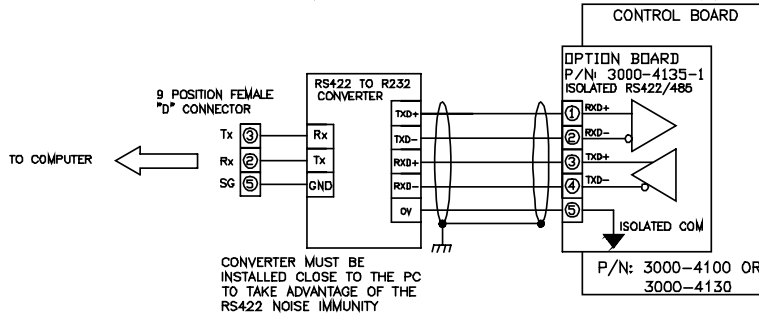 CONTROL BOARD
OPTION BOARD
P/N: 3000-4135-1
ISOLATED RS422/485
RS422 TO R232
CONVERTER
9 POSITION FEMALE
"D" CONNECTOR
TO COMPUTER
Tx 3 Rx
Rx 2 Tx
SG 5 GND
TXD+ 1 RXD+
TXD- 2 RXD-
RXD+ 3 TXD+
RXD- 4 TXD-
0V 5
ISOLATED COM
CONVERTER MUST BE
INSTALLED CLOSE TO THE PC
TO TAKE ADVANTAGE OF THE
RS422 NOISE IMMUNITY
P/N: 3000-4100 OR
3000-4130